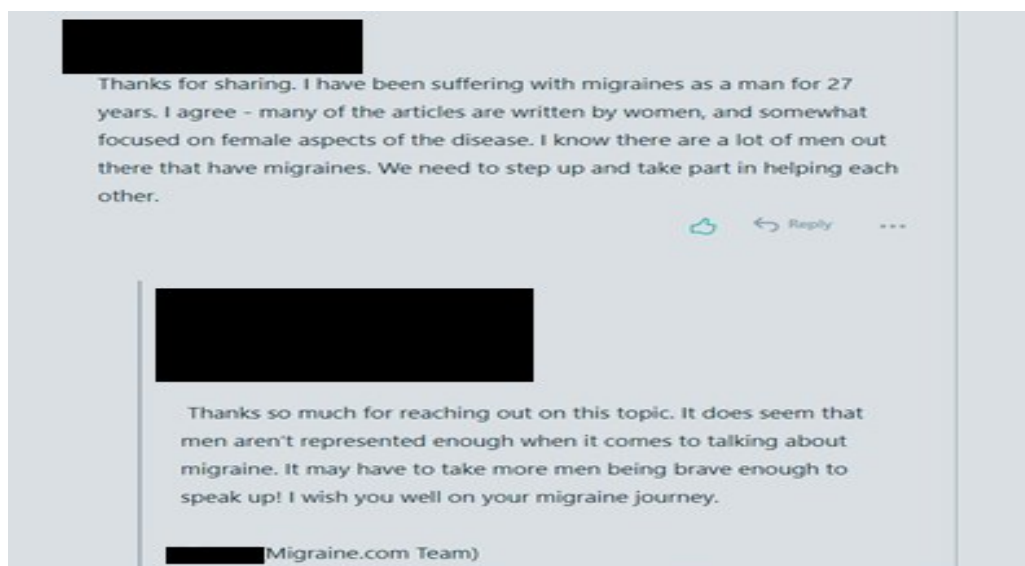 Thanks for sharing. I have been suffering with migraines as a man for 27
years. I agree - many of the articles are written by women, and somewhat
focused on female aspects of the disease. I know there are a lot of men out
there that have migraines. We need to step up and take part in helping each
other.
Reply
Thanks so much for reaching out on this topic. It does seem that
men aren't represented enough when it comes to talking about
migraine. It may have to take more men being brave enough to
speak up! I wish you well on your migraine journey.
Migraine.com Team)